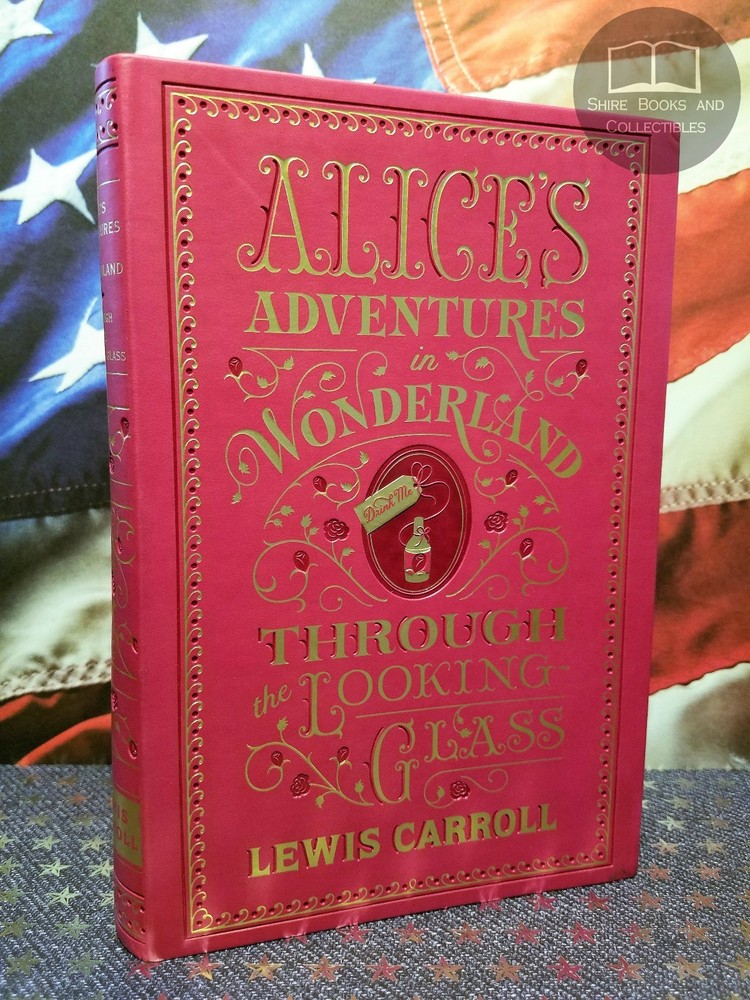 SHIRE BOOKS AND
COLLECTIBLES
ALICE'S
ADVENTURES
in
WONDERLAND
Drink Me
THROUGH
the LOOKING
GLASS
LEWIS CARROLL